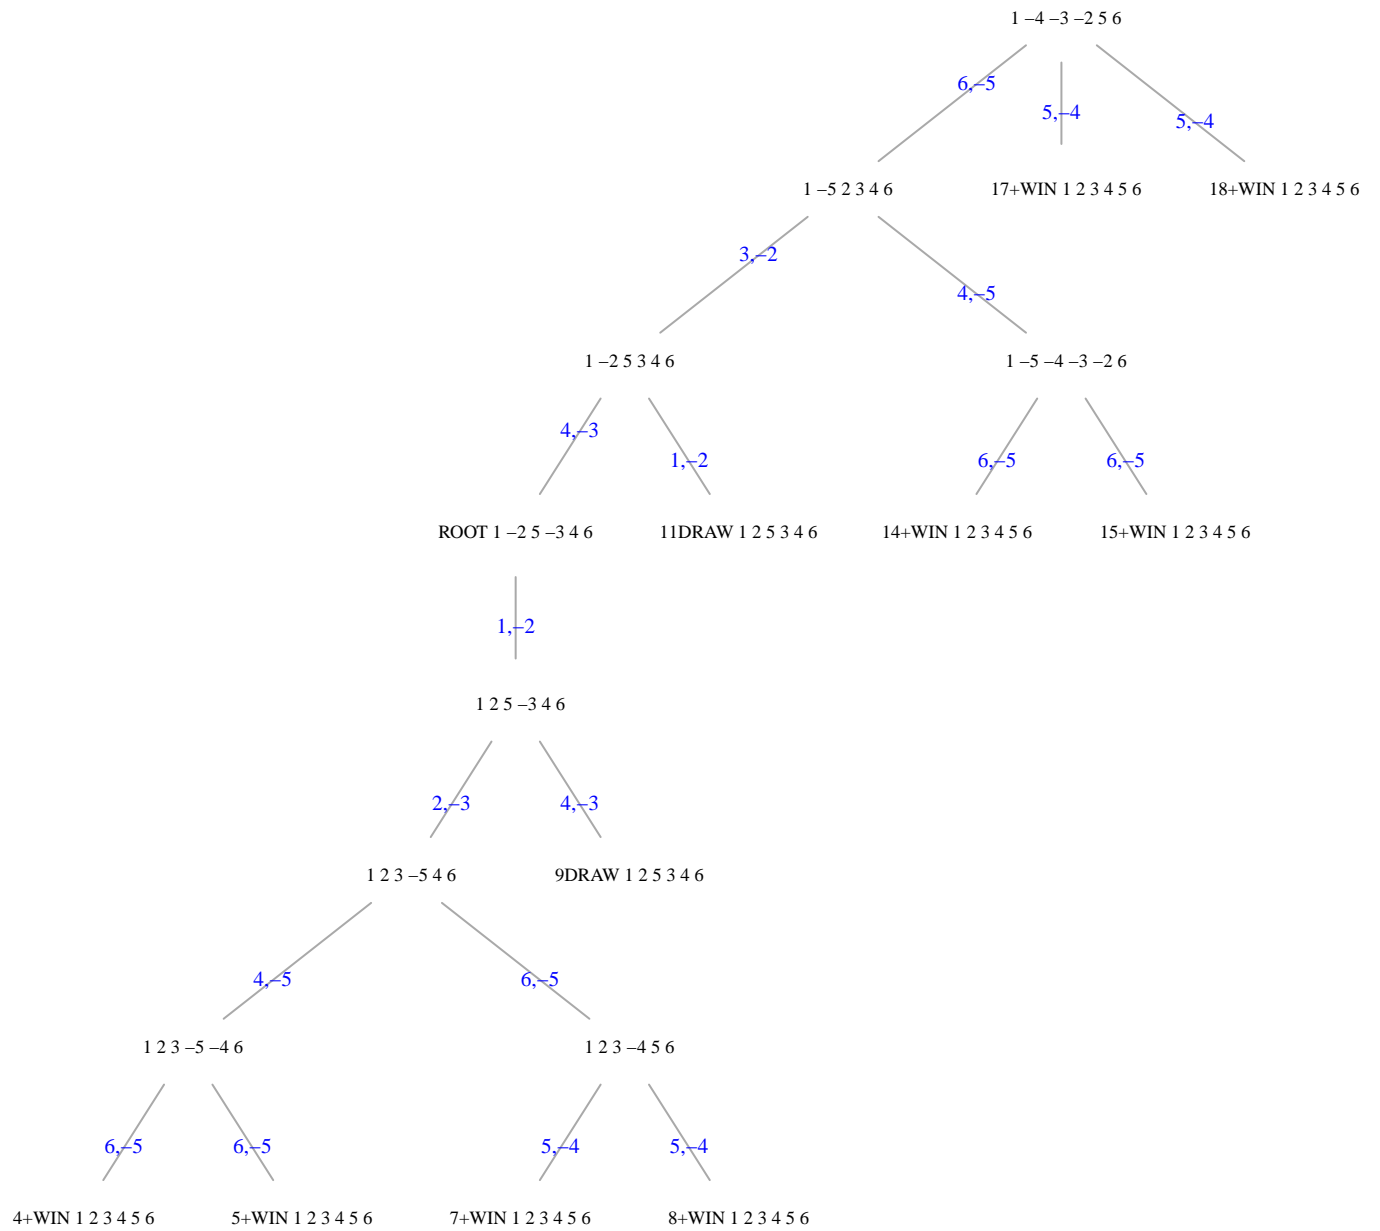 1 –4 –3 –2 5 6
6,–5
5,–4
5,–4
1 –5 2 3 4 6
17+WIN 1 2 3 4 5 6
18+WIN 1 2 3 4 5 6
3,–2
4,–5
1 –2 5 3 4 6
1 –5 –4 –3 –2 6
4,–3
1,–2
6,–5
6,–5
ROOT 1 –2 5 –3 4 6
11DRAW 1 2 5 3 4 6
14+WIN 1 2 3 4 5 6
15+WIN 1 2 3 4 5 6
1,–2
1 2 5 –3 4 6
2,–3
4,–3
1 2 3 –5 4 6
9DRAW 1 2 5 3 4 6
4,–5
6,–5
1 2 3 –5 –4 6
1 2 3 –4 5 6
6,–5
6,–5
5,–4
5,–4
4+WIN 1 2 3 4 5 6
5+WIN 1 2 3 4 5 6
7+WIN 1 2 3 4 5 6
8+WIN 1 2 3 4 5 6